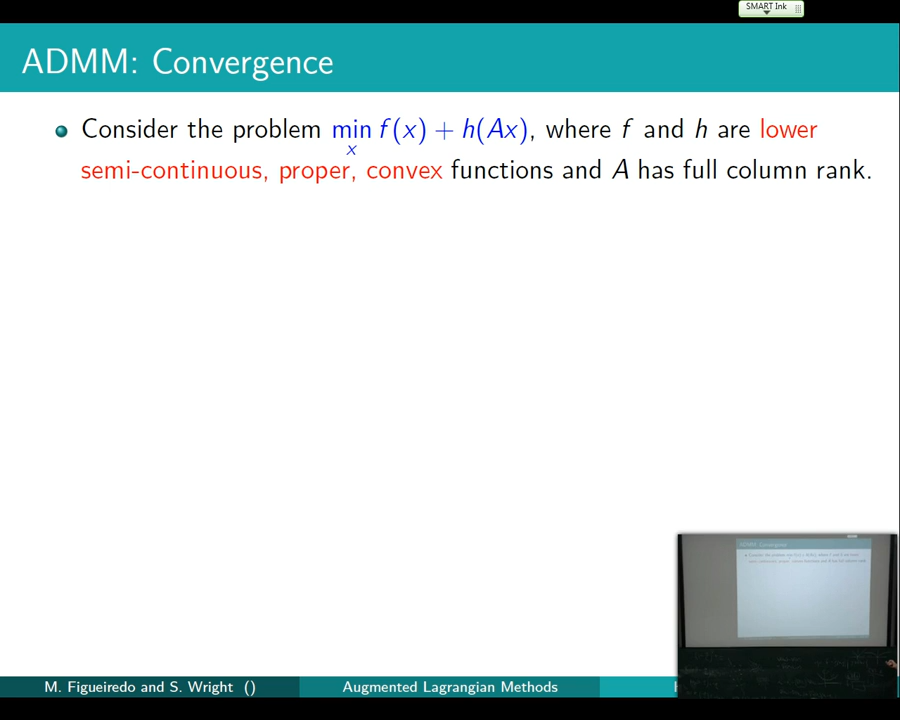 SMART Ink
ADMM: Convergence
Consider the problem min f(x) + h(Ax), where f and h are lower
x
semi-continuous, proper, convex functions and A has full column rank.
M. Figueiredo and S. Wright ()
Augmented Lagrangian Methods